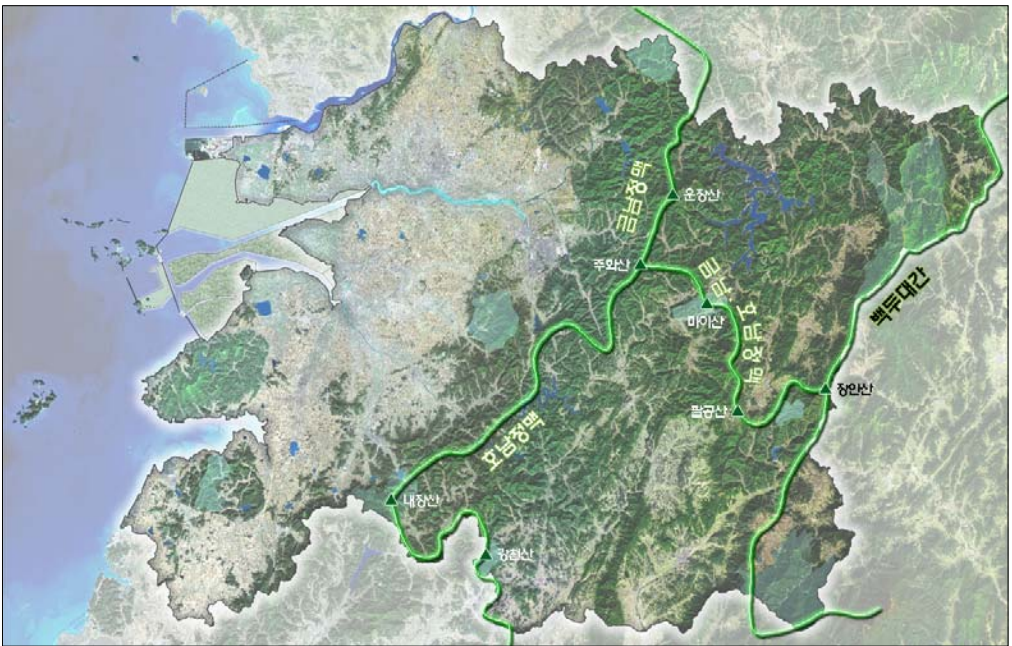 금남정맥
운장산
주화산
금남 호남정맥
마이산
백두대간
장안산
팔공산
호남정맥
내장산
강천산